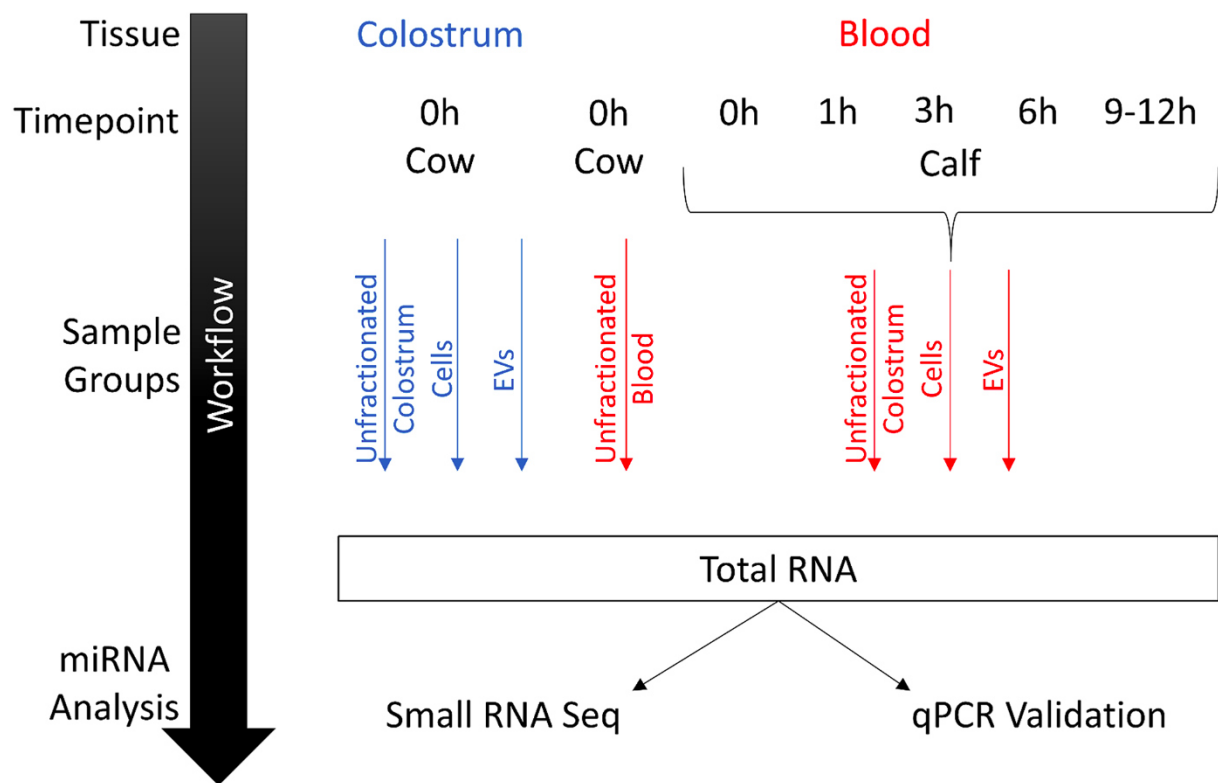 Tissue
Colostrum
Blood
Timepoint
0h
0h
0h
1h
3h
6h
9-12h
Cow
Cow
Calf
Workflow
Sample
Groups
Unfractionated
Colostrum
Cells
EVs
Unfractionated
Blood
Unfractionated
Colostrum
Cells
EVs
Total RNA
miRNA
Analysis
Small RNA Seq
qPCR Validation